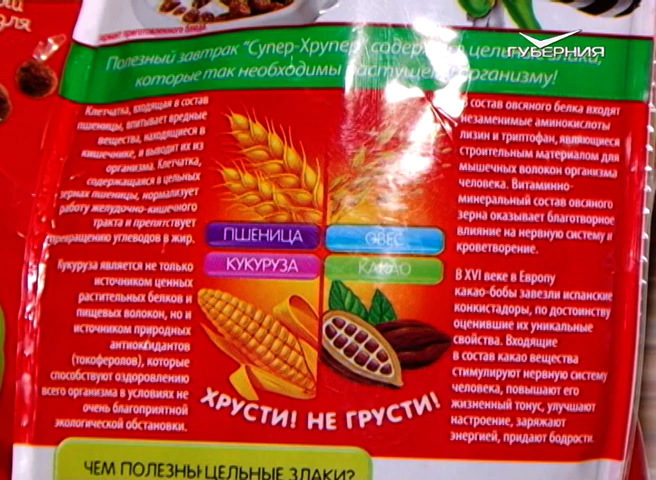 ГУБЕРНИЯ
Полезный завтрак "Супер-Хрупер"
которые так необходимы растущему организму!
Клетчатка, входящая в состав
пшеницы, впитывает вредные
вещества, находящиеся в
кишечнике, и выводит их из
организма. Клетчатка,
содержащаяся в цельных
зернах пшеницы, нормализует
работу желудочно-кишечного
тракта и препятствует
превращению углеводов в жир.
Кукуруза является не только
источником ценных
растительных белков и
пищевых волокон, но и
источником природных
антиоксидантов
(токоферолов), которые
способствуют оздоровлению
всего организма в условиях не
очень благоприятной
экологической обстановки.
ПШЕНИЦА
ОВЕС
КУКУРУЗА
КАКАО
ХРУСТИ! НЕ ГРУСТИ!
В состав овсяного белка входят
незаменимые аминокислоты
лизин и триптофан, являющиеся
строительным материалом для
мышечных волокон организма
человека. Витаминно-
минеральный состав овсяного
зерна оказывает благотворное
влияние на нервную систему и
кроветворение.
В XVI веке в Европу
какао-бобы завезли испанские
конкистадоры, по достоинству
оценившие их уникальные
свойства. Входящие
в состав какао вещества
стимулируют нервную систему
человека, повышают его
жизненный тонус, улучшают
настроение, заряжают
энергией, придают бодрости.
ЧЕМ ПОЛЕЗНЫ ЦЕЛЬНЫЕ ЗЛАКИ?